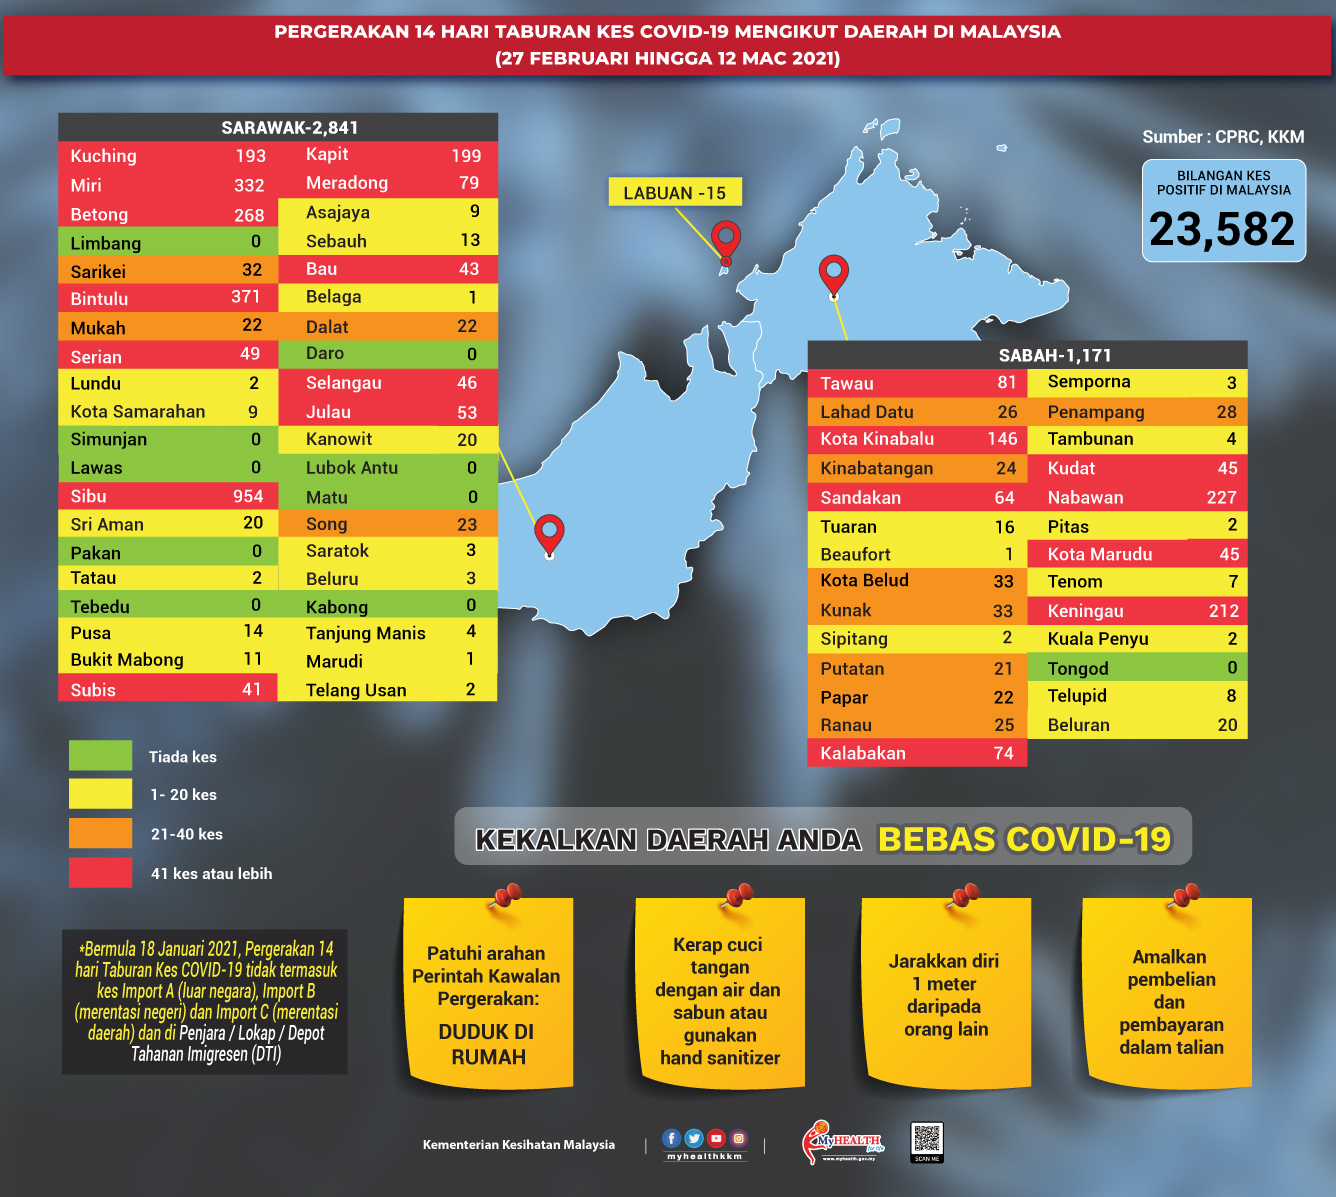 PERGERAKAN 14 HARI TABURAN KES COVID-19 MENGIKUT DAERAH DI MALAYSIA
(27 FEBRUARI HINGGA 12 MAC 2021)
SARAWAK-2,841
Kuching 193 Kapit 199
Miri 332 Meradong 79
Betong 268 Asajaya 9
Limbang 0 Sebauh 13
Sarikei 32 Bau 43
Bintulu 371 Belaga 1
Mukah 22 Dalat 22
Serian 49 Daro 0
Lundu 2 Selangau 46
Kota Samarahan 9 Julau 53
Simunjan 0 Kanowit 20
Lawas 0 Lubok Antu 0
Sibu 954 Matu 0
Sri Aman 20 Song 23
Pakan 0 Saratok 3
Tatau 2 Beluru 3
Tebedu 0 Kabong 0
Pusa 14 Tanjung Manis 4
Bukit Mabong 11 Marudi 1
Subis 41 Telang Usan 2
LABUAN -15
Sumber : CPRC, KKM
BILANGAN KES
POSITIF DI MALAYSIA
23,582
SABAH-1,171
Tawau 81 Semporna 3
Lahad Datu 26 Penampang 28
Kota Kinabalu 146 Tambunan 4
Kinabatangan 24 Kudat 45
Sandakan 64 Nabawan 227
Tuaran 16 Pitas 2
Beaufort 1 Kota Marudu 45
Kota Belud 33 Tenom 7
Kunak 33 Keningau 212
Sipitang 2 Kuala Penyu 2
Putatan 21 Tongod 0
Papar 22 Telupid 8
Ranau 25 Beluran 20
Kalabakan 74
Tiada kes
1- 20 kes
21-40 kes
41 kes atau lebih
*Bermula 18 Januari 2021, Pergerakan 14
hari Taburan Kes COVID-19 tidak termasuk
kes Import A (luar negara), Import B
(merentasi negeri) dan Import C (merentasi
daerah) dan di Penjara / Lokap / Depot
Tahanan Imigresen (DTI)
KEKALKAN DAERAH ANDA BEBAS COVID-19
Patuhi arahan
Perintah Kawalan
Pergerakan:
DUDUK DI
RUMAH
Kerap cuci
tangan
dengan air dan
sabun atau
gunakan
hand sanitizer
Jarakkan diri
1 meter
daripada
orang lain
Amalkan
pembelian
dan
pembayaran
dalam talian
Kementerian Kesihatan Malaysia
myhealthkkm
MyHEALTH
for life
www.myhealth.gov.my
SCAN ME